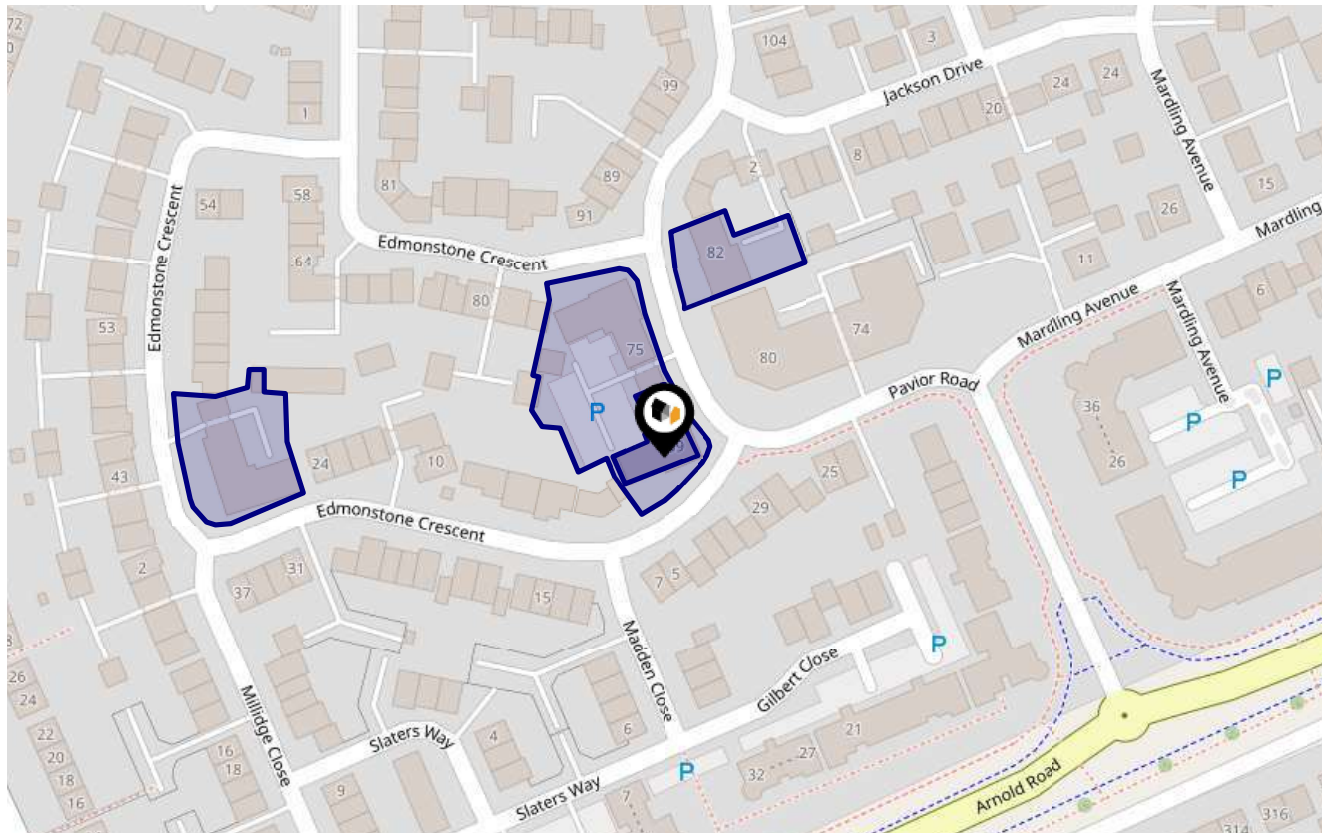 72
104
3
99
Jackson Drive
24
24
20
Mardling Avenue
1
81
89
2
8
15
91
54
58
26
Mardling
Edmonstone Crescent
Edmonstone Crescent
82
64
11
80
Mardling Avenue
Mardling Avenue
6
53
75
80
74
Pavior Road
P
P
36
P
26
43
24
10
25
P
Edmonstone Crescent
29
2
31
37
7
5
15
Madden Close
P
Gilbert Close
26
24
Millidge Close
Slaters Way
4
6
21
27
32
22
20
18
16
16
18
9
P
Slaters Way
7
Arnold Road
314
316